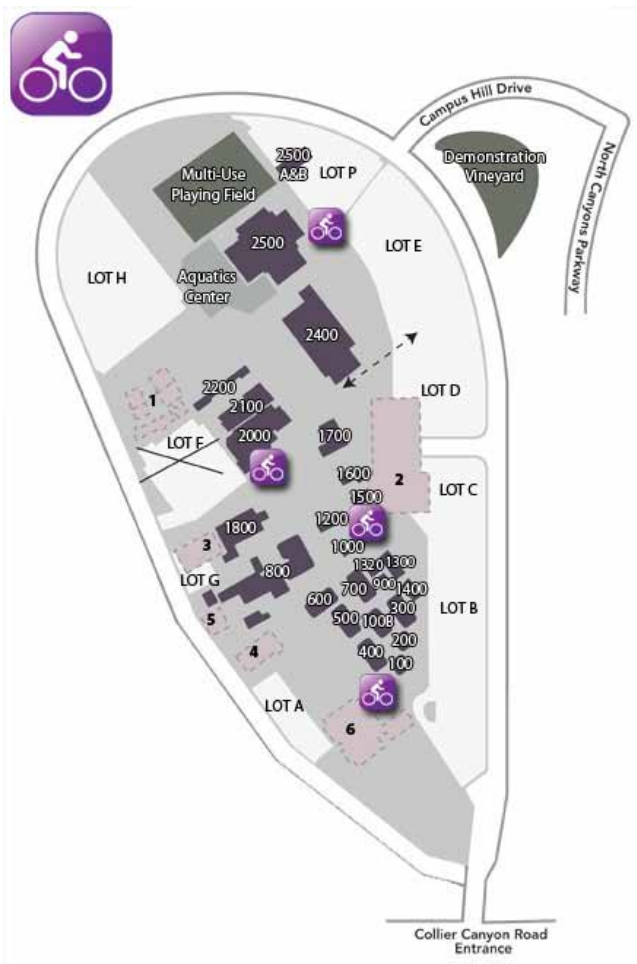 Campus Hill Drive
North Canyons Parkway
Demonstration
Vineyard
2500
A&B
LOT P
Multi-Use
Playing Field
2500
LOT E
LOT H
Aquatics
Center
2400
2200
LOT D
1
2100
LOT F
2000
1700
1600
2
1500
LOT C
1200
1800
3
1000
1320
1300
800
LOT G
700
900
1400
600
300
LOT B
5
500
100B
200
4
400
100
LOT A
6
Collier Canyon Road
Entrance